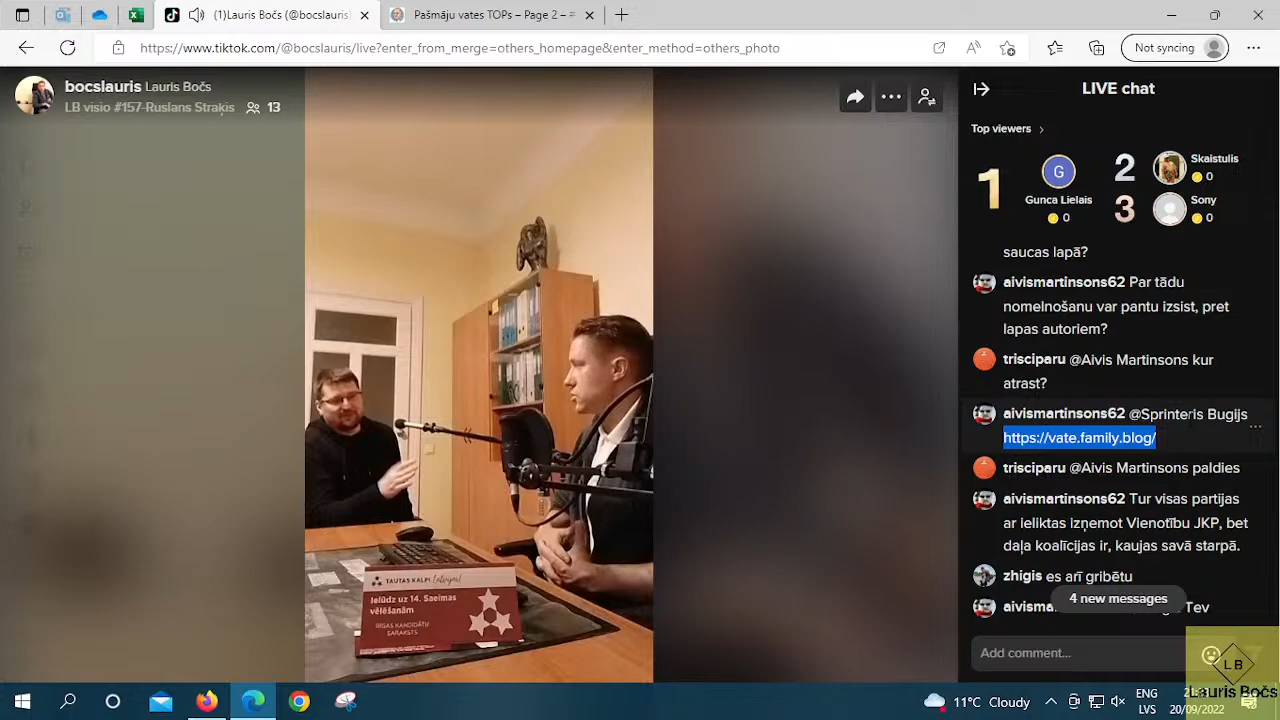 (1)Lauris Bočs (@bocslauris)
Pašmāju vates TOPs – Page 2 –
https://www.tiktok.com/@bocslauris/live?enter_from_merge=others_homepage&enter_method=others_photo
Not syncing
bocslauris Lauris Bočs
LB visio #157-Ruslans Straķis 13
LIVE chat
Top viewers
1
G
Gunca Lielais
0
2
Skaistulis
0
3
Sony
0
saucas lapā?
aivismartinsons62 Par tādu
nomelnošanu var pantu izsist, pret
lapas autoriem?
trisciparu @Aivis Martinsons kur
atrast?
aivismartinsons62 @Sprinteris Bugijs
https://vate.family.blog/
trisciparu @Aivis Martinsons paldies
aivismartinsons62 Tur visas partijas
ar ieliktas izņemot Vienotību JKP, bet
daļa koalīcijas ir, kaujas savā starpā.
zhigis es arī gribētu
aivisma
Tev
4 new messages
Add comment...
TAUTAS KALPI Latvijai!
Ielūdz uz 14. Saeimas
vēlēšanām
RĪGAS KANDIDĀTU
SARAKSTS
LB
Lauris Bočs
11°C Cloudy
ENG
LVS
20/09/2022